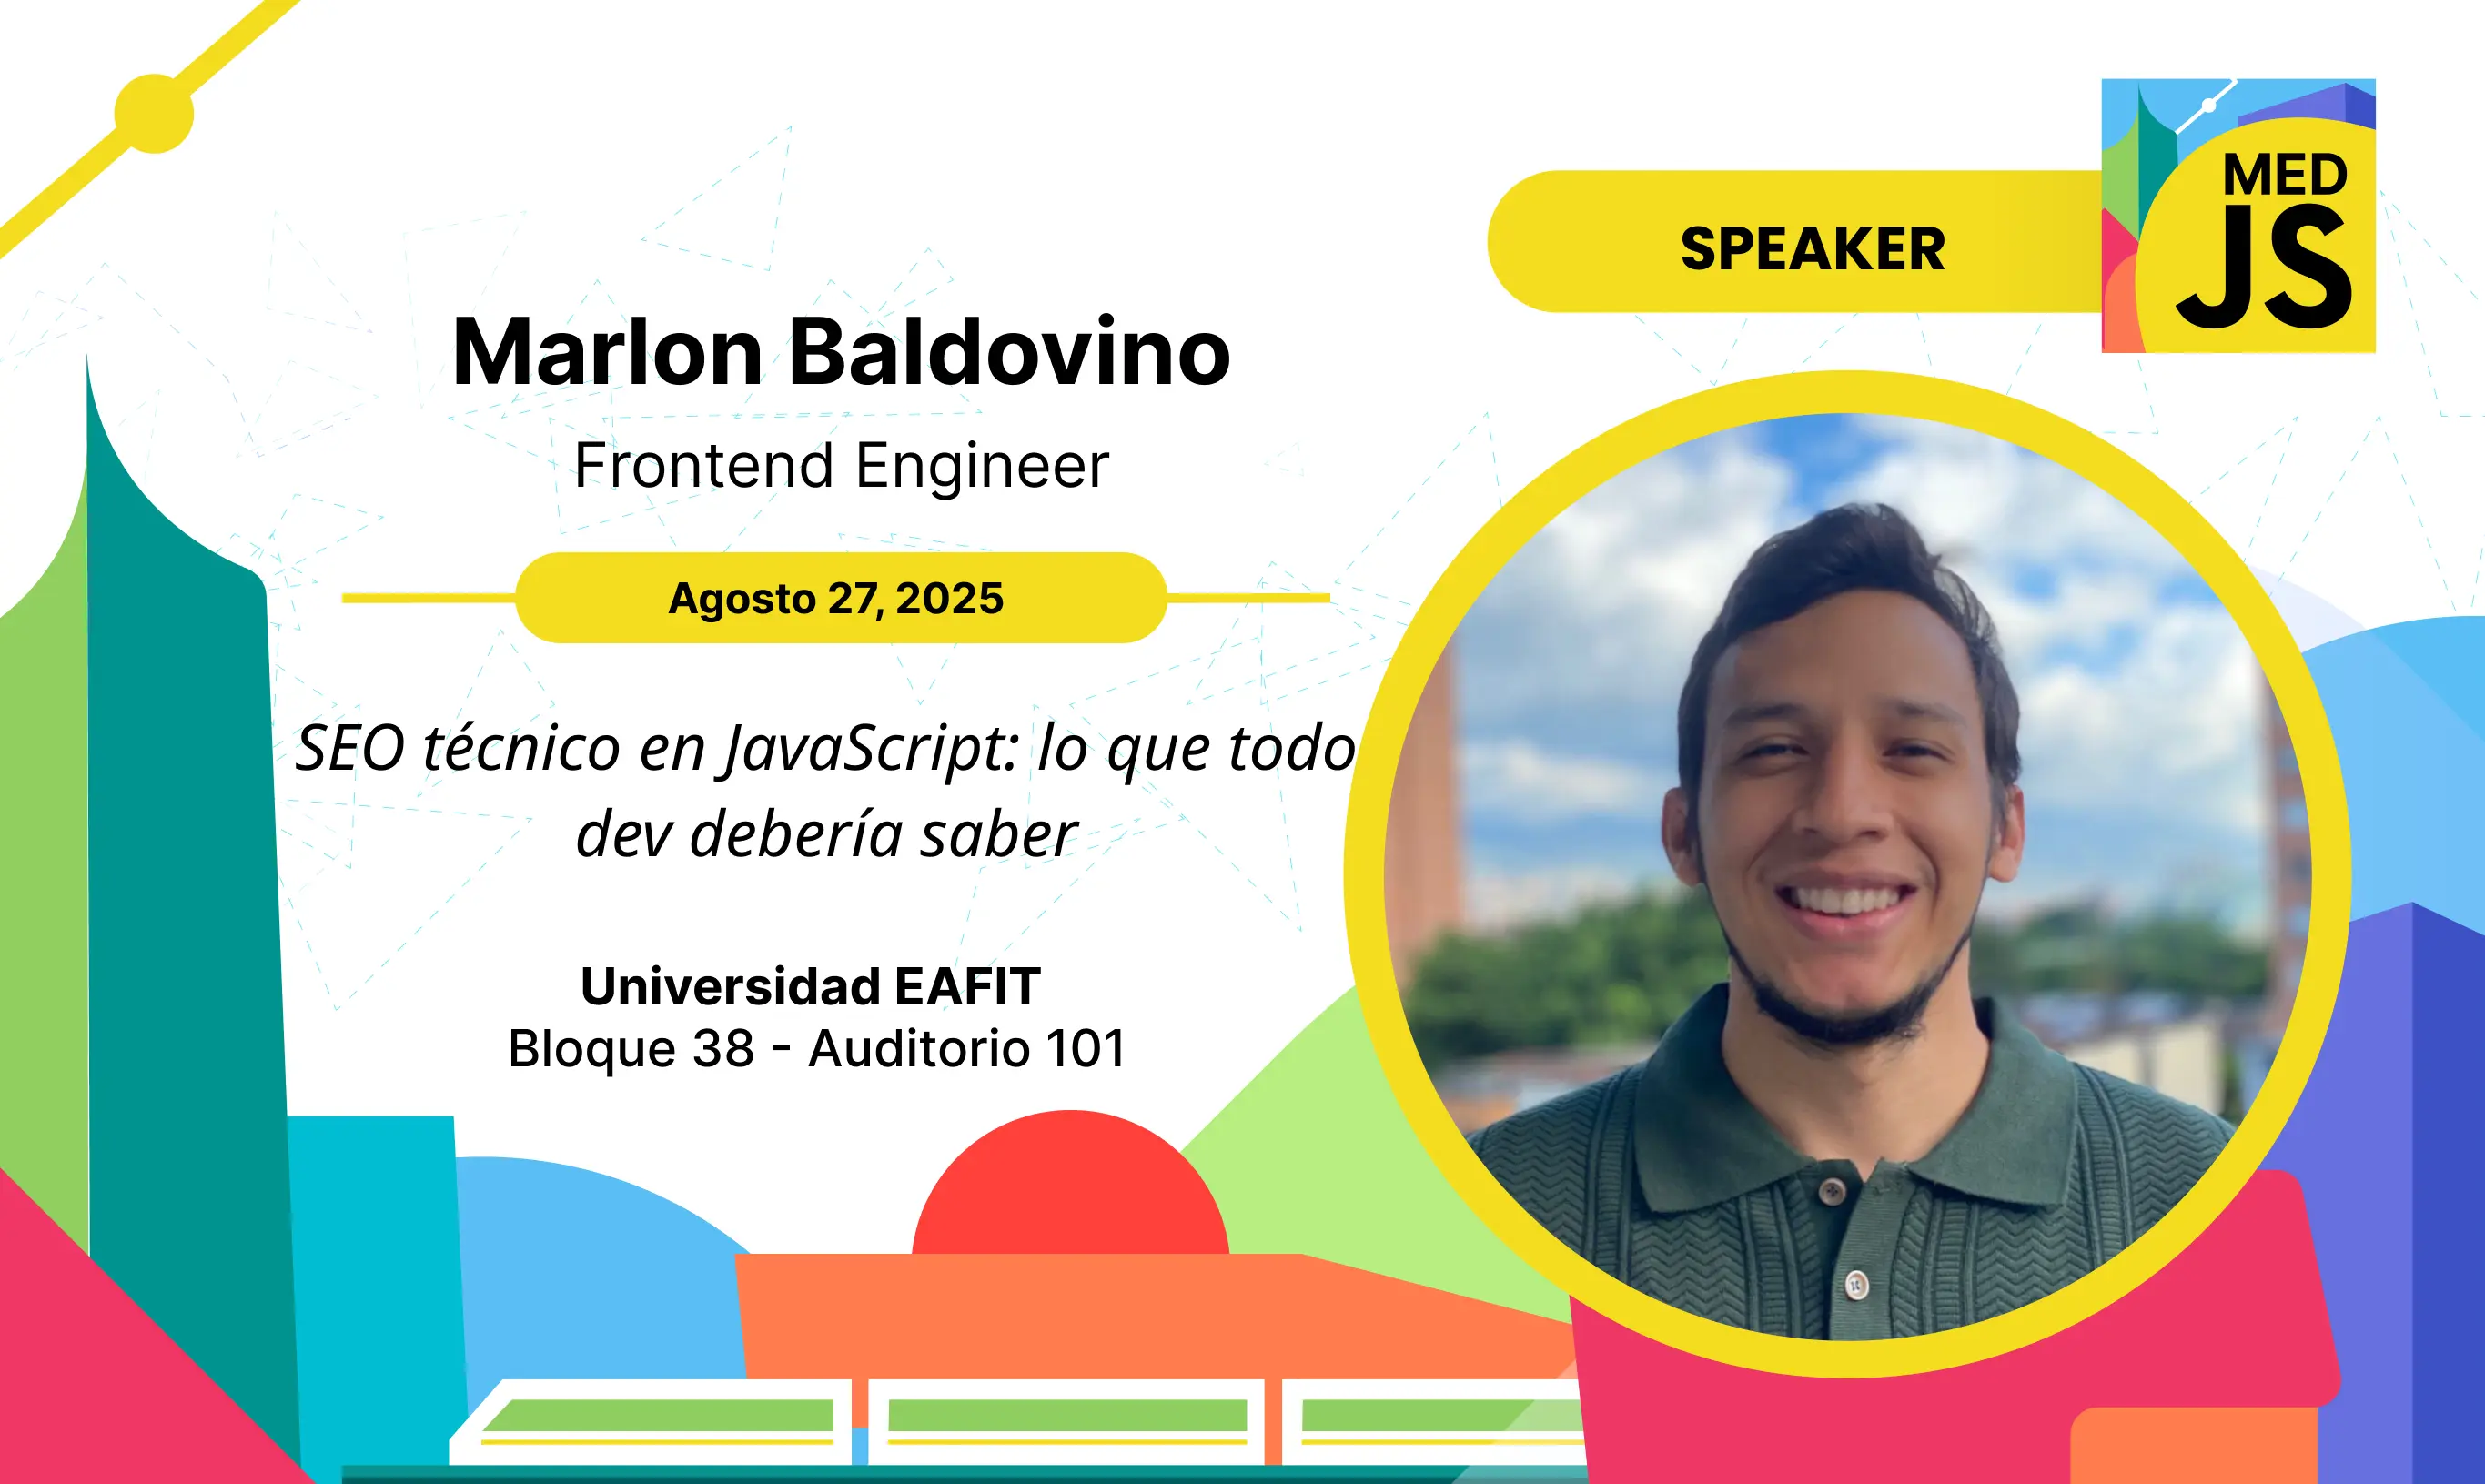 MED
JS
SPEAKER
Marlon Baldovino
Frontend Engineer
Agosto 27, 2025
SEO técnico en JavaScript: lo que todo
dev debería saber
Universidad EAFIT
Bloque 38 - Auditorio 101